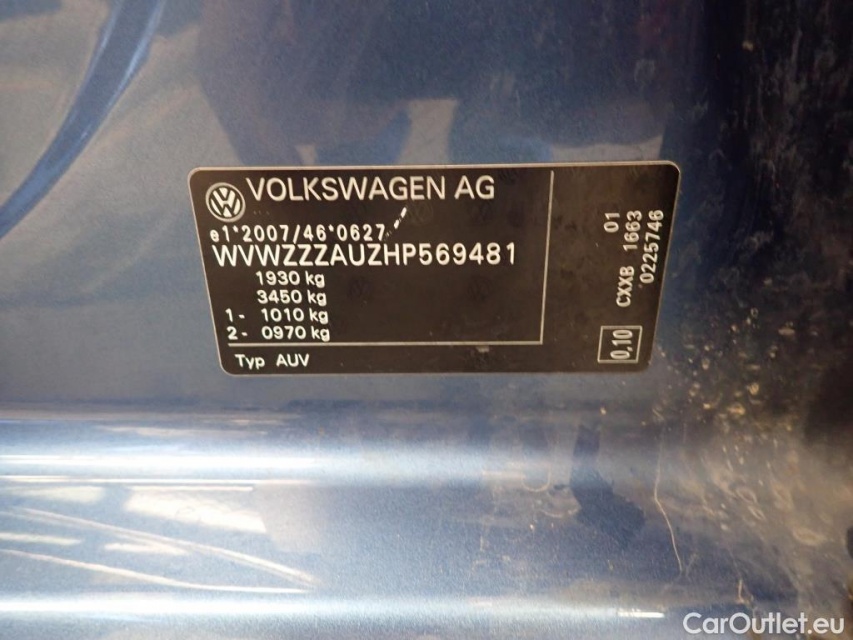 VOLKSWAGEN AG
e1*2007/46*0627
WVWZZZAUZHP569481
1930 kg
3450 kg
1- 1010 kg
2- 0970 kg
Typ AUV
01
CXXB 1663
0225746
0.10
CarOutlet.eu